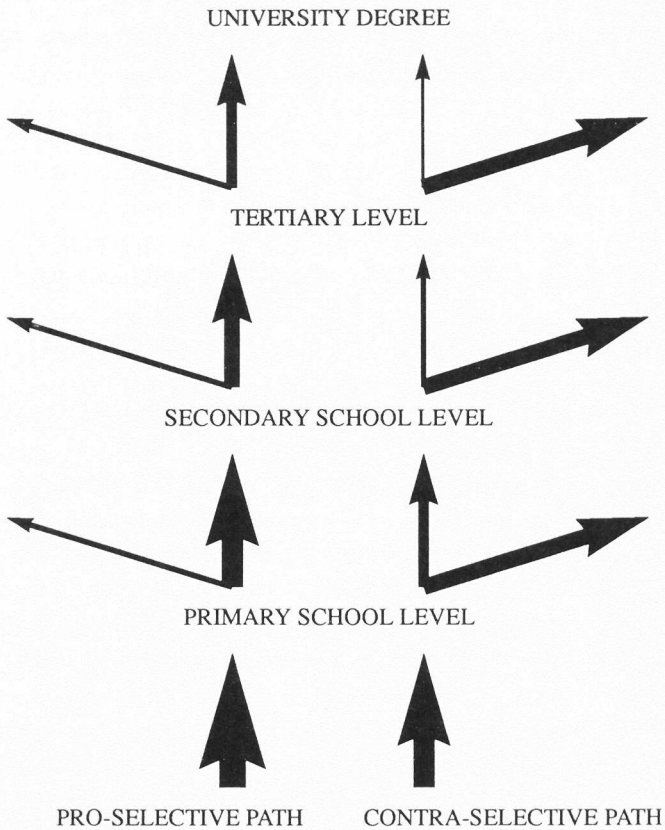 UNIVERSITY DEGREE
TERTIARY LEVEL
SECONDARY SCHOOL LEVEL
PRIMARY SCHOOL LEVEL
PRO-SELECTIVE PATH CONTRA-SELECTIVE PATH